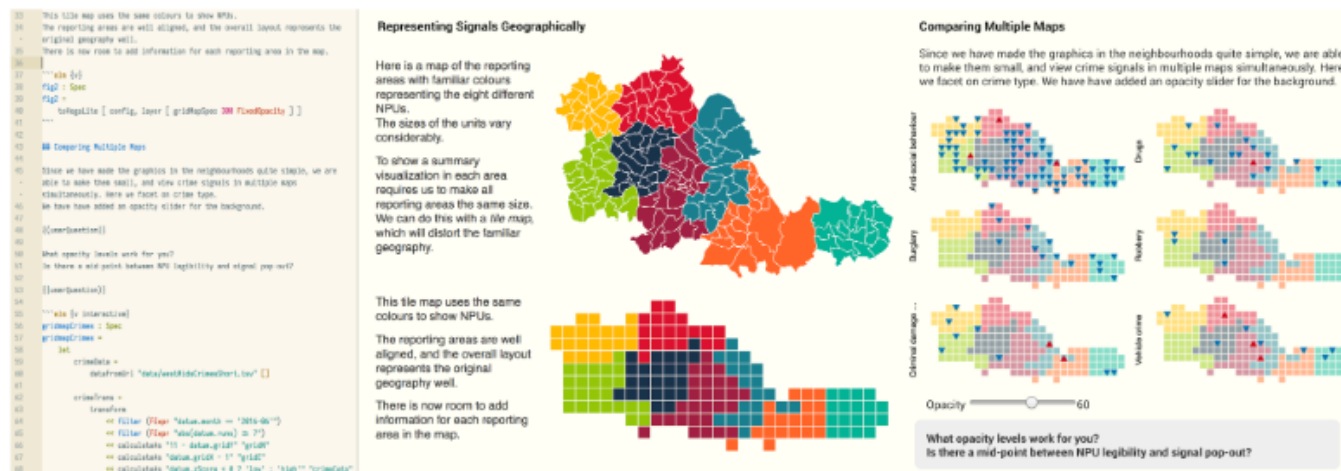 This tile map uses the same colours to show NPUs.
The reporting areas are well aligned, and the overall layout represents the
original geography well.
There is now room to add information for each reporting area in the map.
```elm {v}
fig2 : Spec
fig2 =
toVegaLite [ config, layer [ gridMapSpec 300 FixedOpacity ] ]
```
## Comparing Multiple Maps
Since we have made the graphics in the neighbourhoods quite simple, we are
able to make them small, and view crime signals in multiple maps
simultaneously. Here we facet on crime type.
We have have added an opacity slider for the background.
{(userQuestion|}
What opacity levels work for you?
Is there a mid-point between NPU legibility and signal pop-out?
{|userQuestion)}
```elm {v interactive}
gridmapCrimes : Spec
gridmapCrimes =
let
crimeData =
dataFromUrl "data/westMidsCrimesShort.tsv" []
crimeTrans =
transform
Representing Signals Geographically
Here is a map of the reporting
areas with familiar colours
representing the eight different
NPUs.
The sizes of the units vary
considerably.
To show a summary
visualization in each area
requires us to make all
reporting areas the same size.
We can do this with a tile map,
which will distort the familiar
geography.
This tile map uses the same
colours to show NPUs.
The reporting areas are well
aligned, and the overall layout
represents the original
geography well.
There is now room to add
information for each reporting
area in the map.
Comparing Multiple Maps
Since we have made the graphics in the neighbourhoods quite simple, we are able
to make them small, and view crime signals in multiple maps simultaneously. Here
we facet on crime type. We have have added an opacity slider for the background.
Anti-social behaviour
Drugs
Burglary
Robbery
Criminal damage ...
Vehicle crime
Opacity 60
What opacity levels work for you?
Is there a mid-point between NPU legibility and signal pop-out?